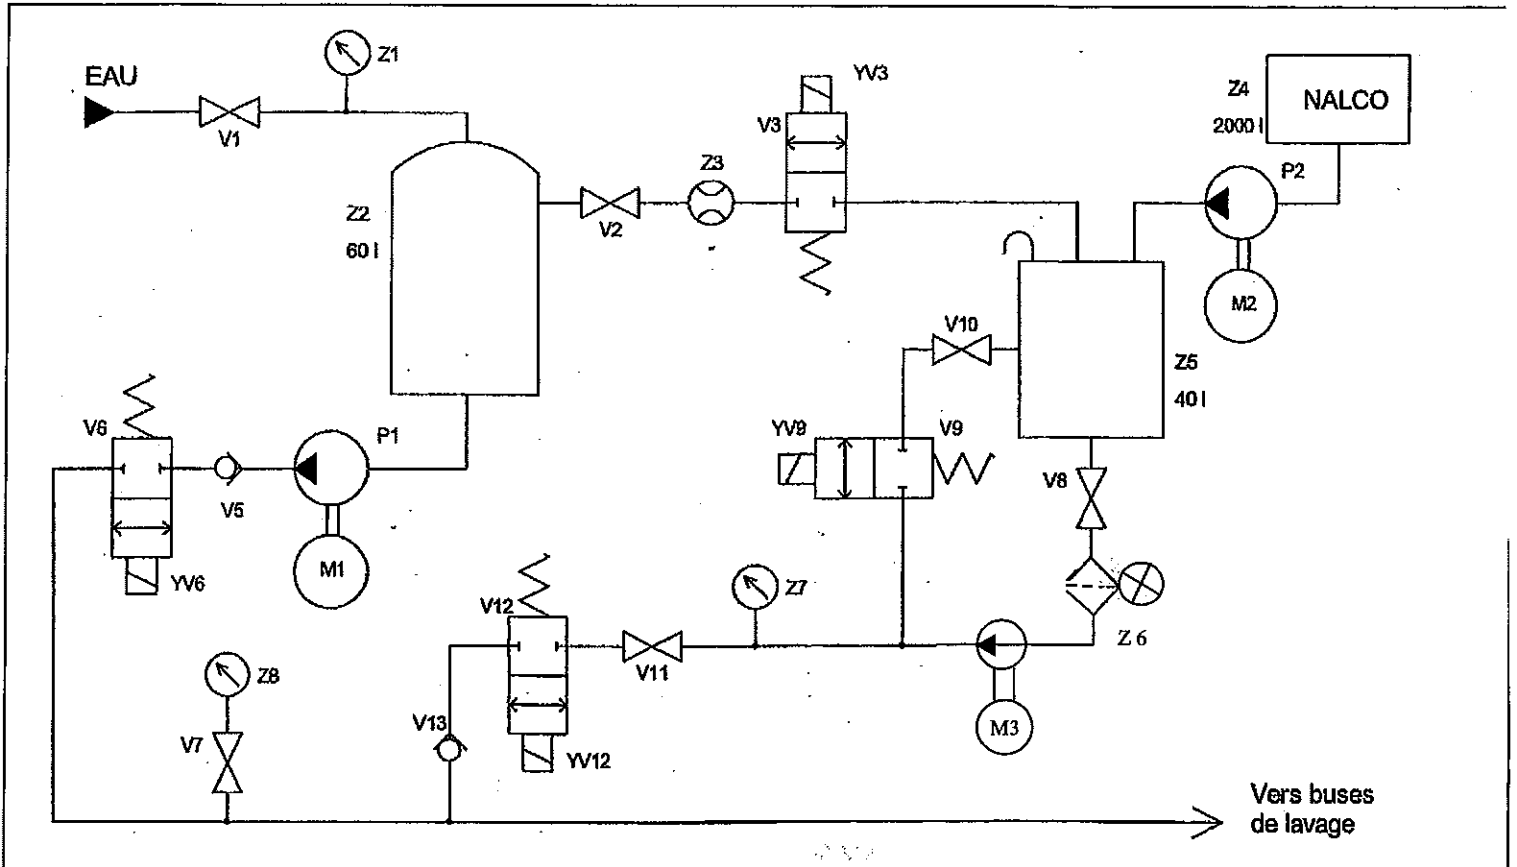 Z1
EAU
V1
YV3
V3
Z4
2000 l
NALCO
P2
Z3
Z2
60 l
V2
M2
V10
Z5
40 l
V6
P1
YV9
V9
V8
V5
M1
YV6
V12
Z7
Z 6
V11
Z8
V13
M3
V7
YV12
Vers buses
de lavage